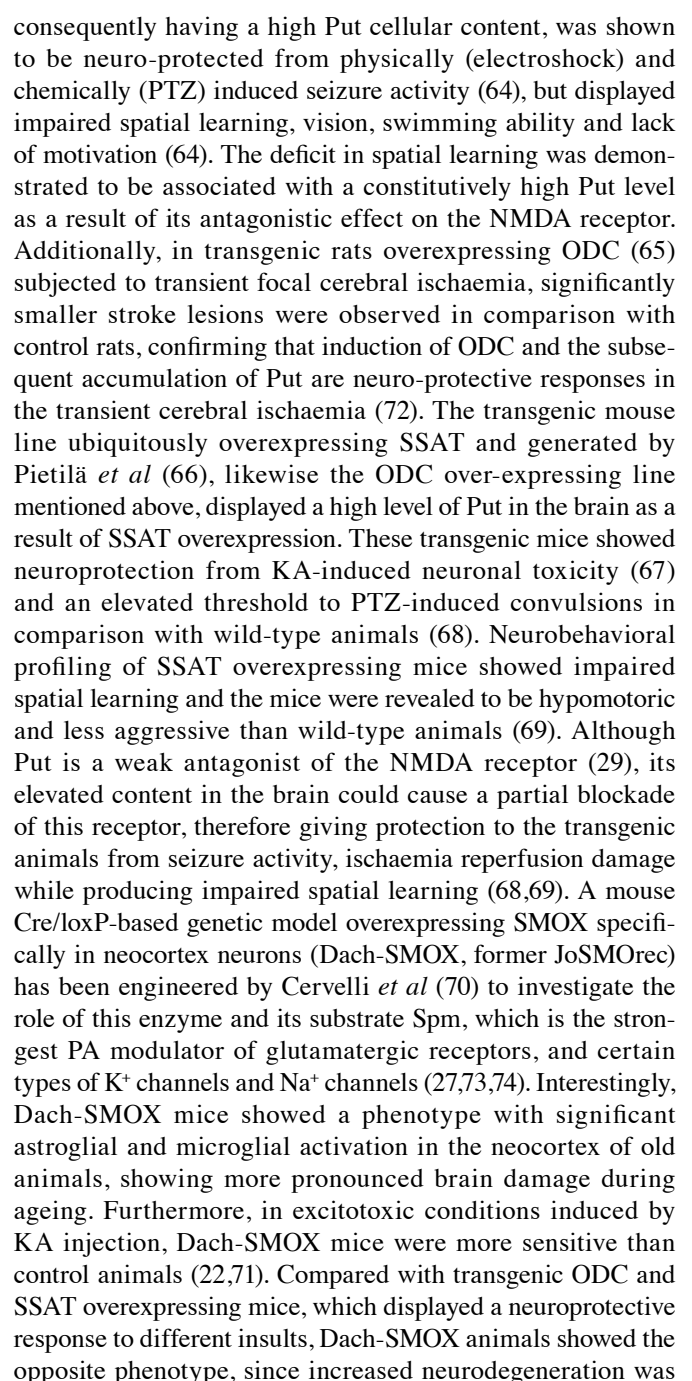 consequently having a high Put cellular content, was shown
to be neuro-protected from physically (electroshock) and
chemically (PTZ) induced seizure activity (64), but displayed
impaired spatial learning, vision, swimming ability and lack
of motivation (64). The deficit in spatial learning was demon-
strated to be associated with a constitutively high Put level
as a result of its antagonistic effect on the NMDA receptor.
Additionally, in transgenic rats overexpressing ODC (65)
subjected to transient focal cerebral ischaemia, significantly
smaller stroke lesions were observed in comparison with
control rats, confirming that induction of ODC and the subse-
quent accumulation of Put are neuro-protective responses in
the transient cerebral ischaemia (72). The transgenic mouse
line ubiquitously overexpressing SSAT and generated by
Pietilä et al (66), likewise the ODC over-expressing line
mentioned above, displayed a high level of Put in the brain as a
result of SSAT overexpression. These transgenic mice showed
neuroprotection from KA-induced neuronal toxicity (67)
and an elevated threshold to PTZ-induced convulsions in
comparison with wild-type animals (68). Neurobehavioral
profiling of SSAT overexpressing mice showed impaired
spatial learning and the mice were revealed to be hypomotoric
and less aggressive than wild-type animals (69). Although
Put is a weak antagonist of the NMDA receptor (29), its
elevated content in the brain could cause a partial blockade
of this receptor, therefore giving protection to the transgenic
animals from seizure activity, ischaemia reperfusion damage
while producing impaired spatial learning (68,69). A mouse
Cre/loxP-based genetic model overexpressing SMOX specifi-
cally in neocortex neurons (Dach-SMOX, former JoSMOrec)
has been engineered by Cervelli et al (70) to investigate the
role of this enzyme and its substrate Spm, which is the stron-
gest PA modulator of glutamatergic receptors, and certain
types of K⁺ channels and Na⁺ channels (27,73,74). Interestingly,
Dach-SMOX mice showed a phenotype with significant
astroglial and microglial activation in the neocortex of old
animals, showing more pronounced brain damage during
ageing. Furthermore, in excitotoxic conditions induced by
KA injection, Dach-SMOX mice were more sensitive than
control animals (22,71). Compared with transgenic ODC and
SSAT overexpressing mice, which displayed a neuroprotective
response to different insults, Dach-SMOX animals showed the
opposite phenotype, since increased neurodegeneration was